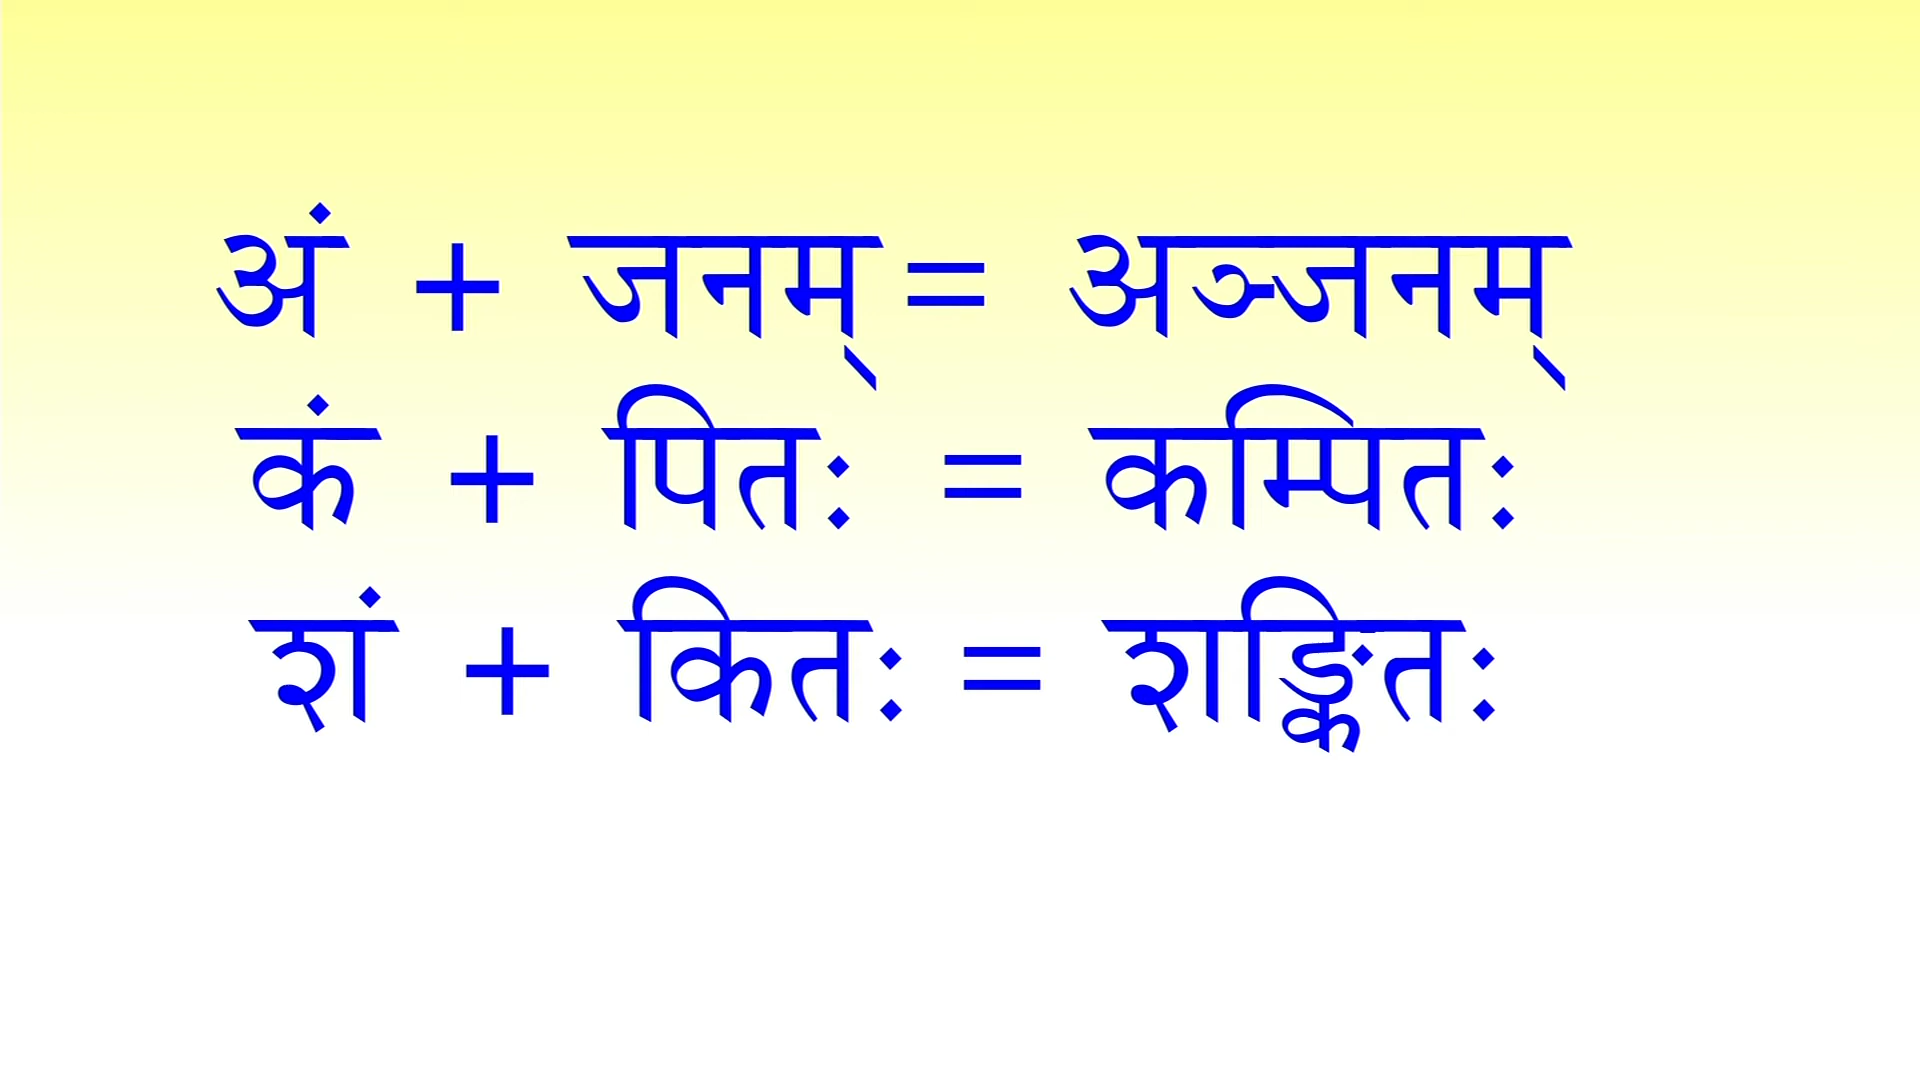 अं + जनम् = अञ्जनम्
कं + पितः = कम्पितः
शं + कितः = शङ्कितः